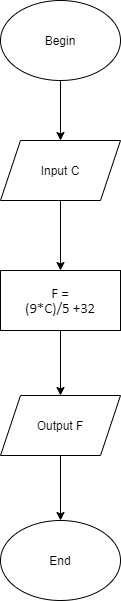 Begin
Input C
F =
(9*C)/5 +32
Output F
End